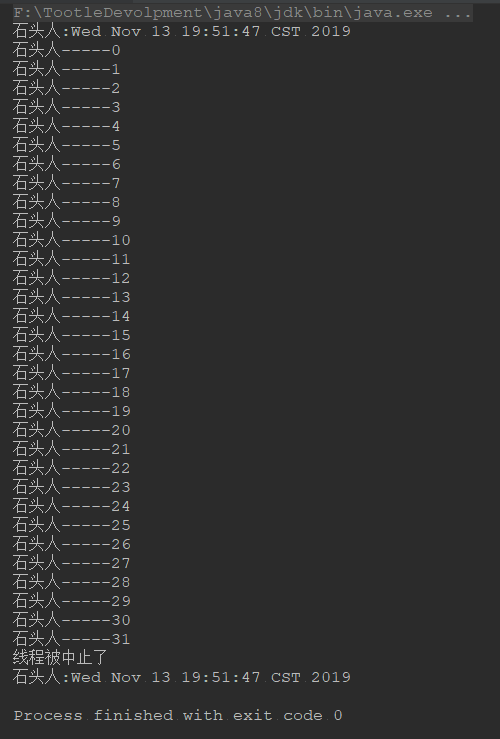 F:\TootleDevolpment\java8\jdk\bin\java.exe ...
石头人:Wed Nov 13 19:51:47 CST 2019
石头人-----0
石头人-----1
石头人-----2
石头人-----3
石头人-----4
石头人-----5
石头人-----6
石头人-----7
石头人-----8
石头人-----9
石头人-----10
石头人-----11
石头人-----12
石头人-----13
石头人-----14
石头人-----15
石头人-----16
石头人-----17
石头人-----18
石头人-----19
石头人-----20
石头人-----21
石头人-----22
石头人-----23
石头人-----24
石头人-----25
石头人-----26
石头人-----27
石头人-----28
石头人-----29
石头人-----30
石头人-----31
线程被中止了
石头人:Wed Nov 13 19:51:47 CST 2019
Process finished with exit code 0